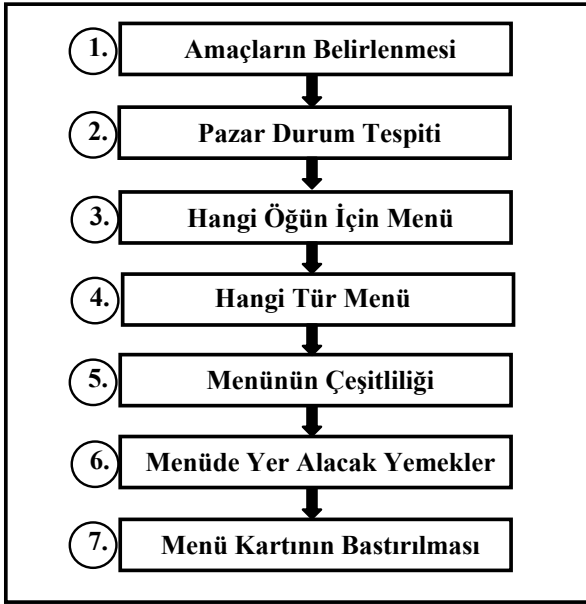 1. Amaçların Belirlenmesi
2. Pazar Durum Tespiti
3. Hangi Öğün İçin Menü
4. Hangi Tür Menü
5. Menünün Çeşitliliği
6. Menüde Yer Alacak Yemekler
7. Menü Kartının Bastırılması